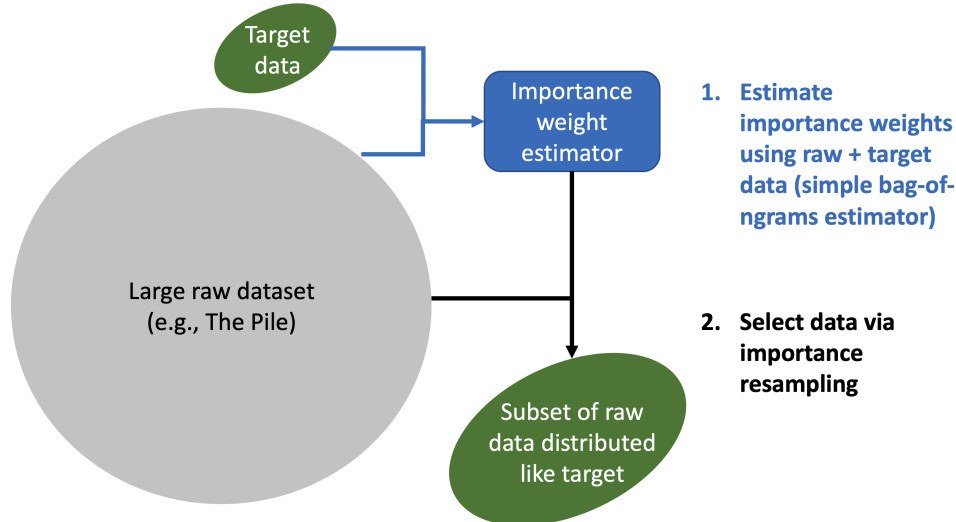 Target
data
Importance
weight
estimator
1. Estimate
importance weights
using raw + target
data (simple bag-of-
ngrams estimator)
Large raw dataset
(e.g., The Pile)
2. Select data via
importance
resampling
Subset of raw
data distributed
like target